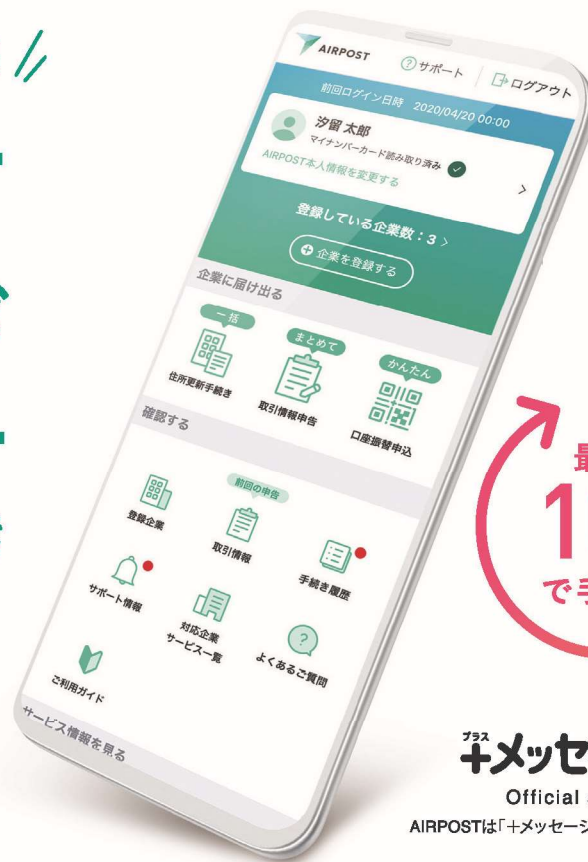 AIRPOST
サポート
ログアウト
前回ログイン日時 2020/04/20 00:00
汐留 太郎
マイナンバーカード読み取り済み
AIRPOST本人情報を変更する
登録している企業数：3
企業を登録する
企業に届け出る
一括
まとめて
かんたん
住所更新手続き
取引情報申告
口座振替申込
確認する
前回の申告
登録企業
取引情報
手続き履歴
サポート情報
対応企業
サービス一覧
よくあるご質問
ご利用ガイド
サービス情報を見る
最
1
で手
プラス
+メッセ
Official
AIRPOSTは「+メッセージ